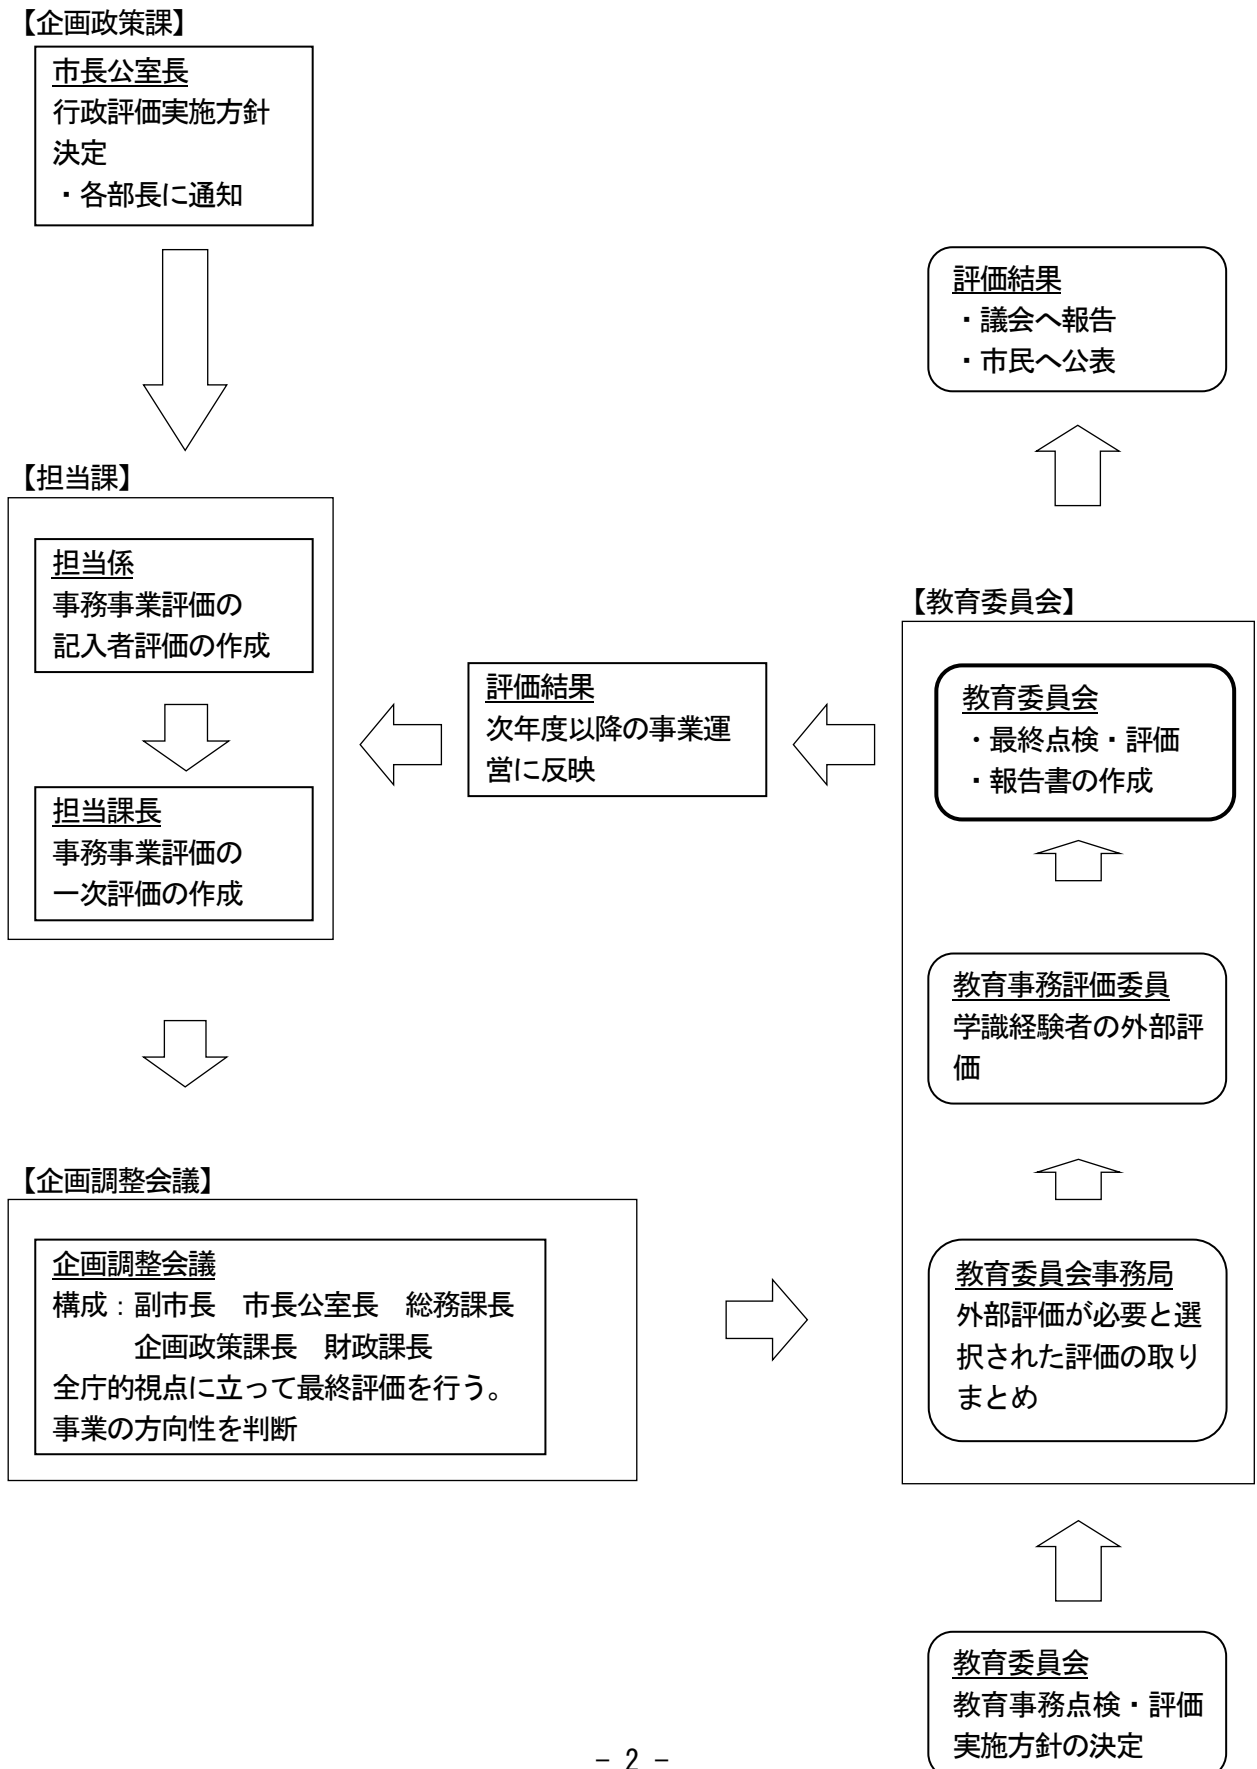 【企画政策課】
市長公室長
行政評価実施方針
決定
・各部長に通知
評価結果
・議会へ報告
・市民へ公表
【担当課】
担当係
事務事業評価の
記入者評価の作成
担当課長
事務事業評価の
一次評価の作成
評価結果
次年度以降の事業運
営に反映
【教育委員会】
教育委員会
・最終点検・評価
・報告書の作成
教育事務評価委員
学識経験者の外部評
価
教育委員会事務局
外部評価が必要と選
択された評価の取り
まとめ
【企画調整会議】
企画調整会議
構成：副市長　市長公室長　総務課長
企画政策課長　財政課長
全庁的視点に立って最終評価を行う。
事業の方向性を判断
教育委員会
教育事務点検・評価
実施方針の決定
- 2 -